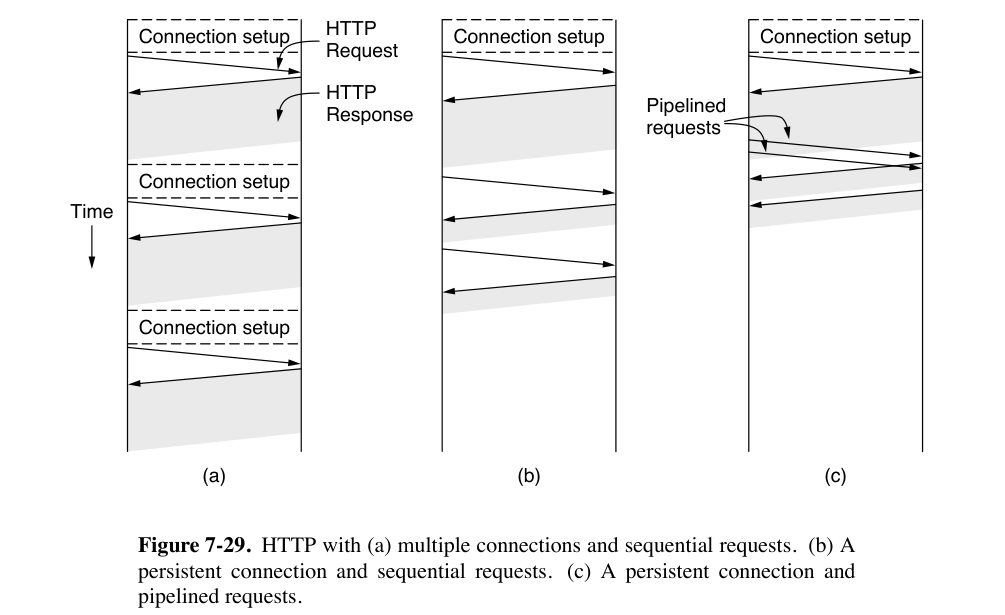 Connection setup
HTTP
Request
HTTP
Response
Connection setup
Time
Connection setup
(a)
Connection setup
(b)
Connection setup
Pipelined
requests
(c)
Figure 7-29. HTTP with (a) multiple connections and sequential requests. (b) A
persistent connection and sequential requests. (c) A persistent connection and
pipelined requests.